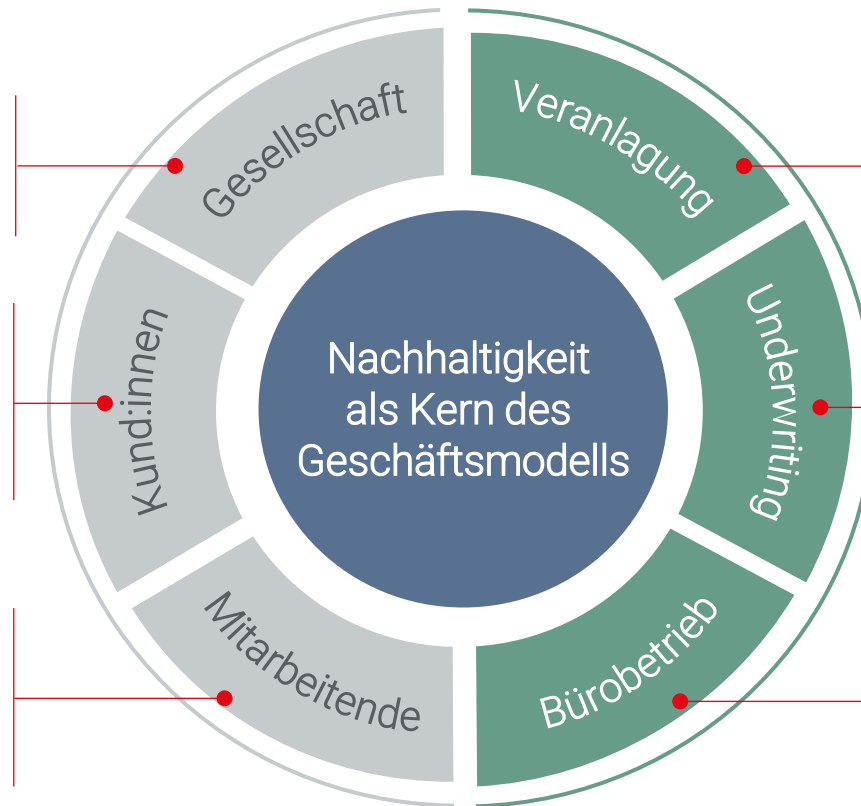 Gesellschaft
Veranlagung
Kund:innen
Nachhaltigkeit
als Kern des
Geschäftsmodells
Underwriting
Mitarbeitende
Bürobetrieb